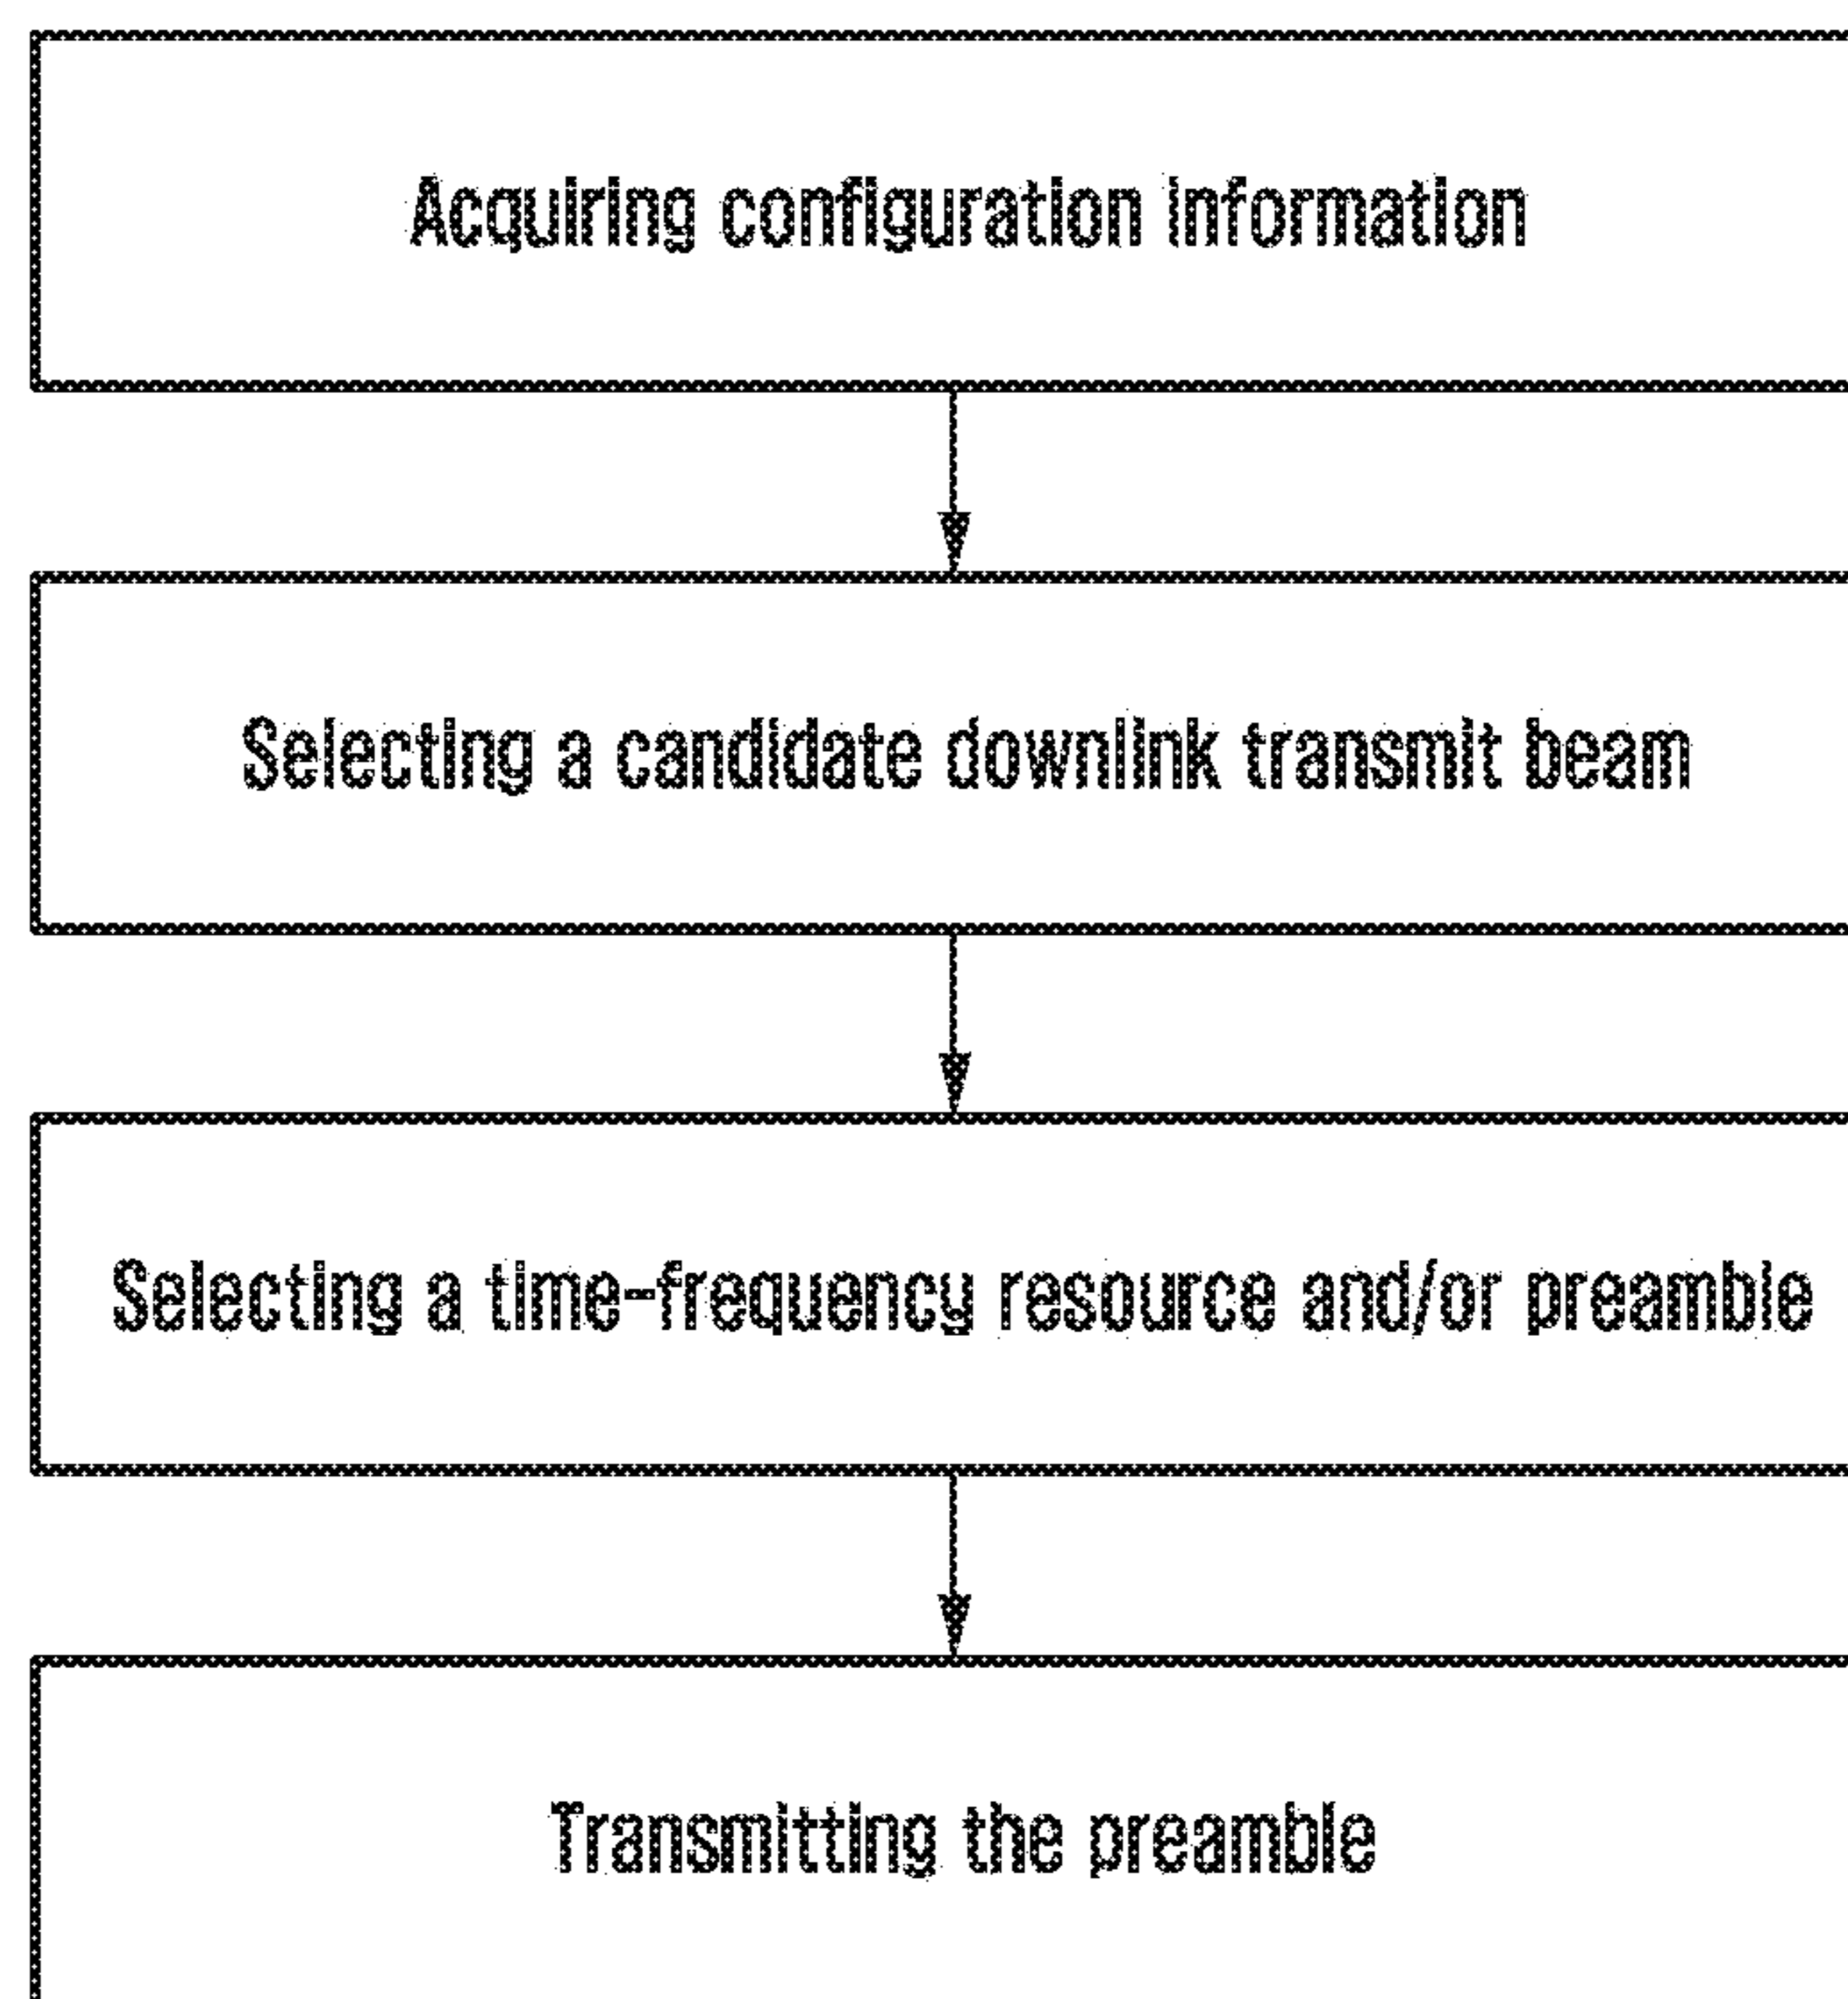 Acquiring configuration information
Selecting a candidate downlink transmit beam
Selecting a time-frequency resource and/or preamble
Transmitting the preamble